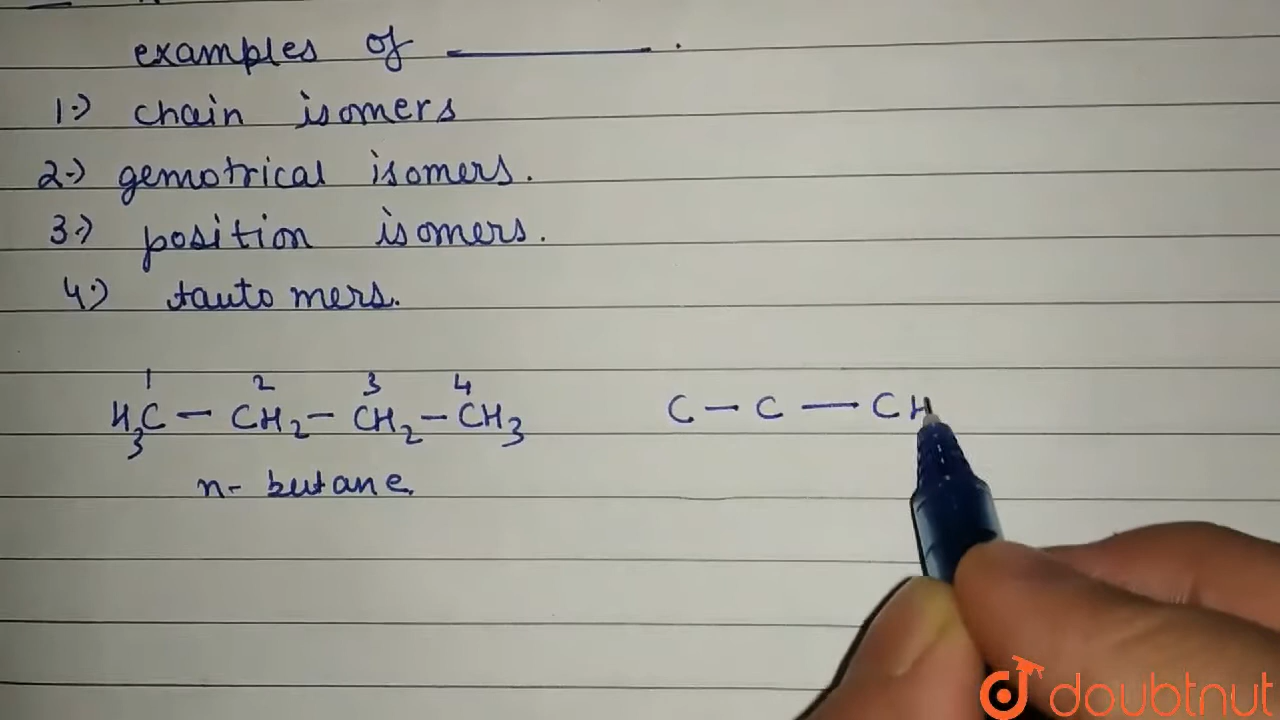 examples of ________ .
1.) chain isomers
2.) gemotrical isomers.
3.) position isomers.
4.) tautomers.
1 2 3 4
H3C - CH2 - CH2 - CH3
C - C - CH
n- butane
doubtnut